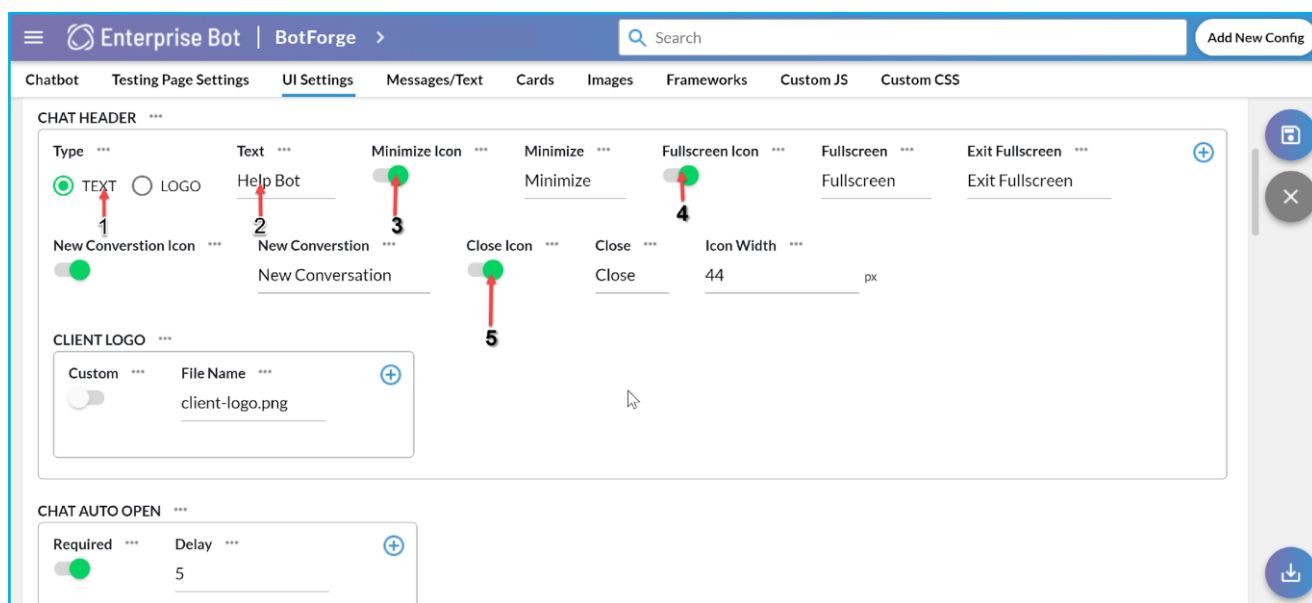 Enterprise Bot | BotForge > Search Add New Config
Chatbot Testing Page Settings UI Settings Messages/Text Cards Images Frameworks Custom JS Custom CSS
CHAT HEADER ···
Type ··· Text ··· Minimize Icon ··· Minimize ··· Fullscreen Icon ··· Fullscreen ··· Exit Fullscreen ···
TEXT LOGO Help Bot Minimize Fullscreen Exit Fullscreen
1 2 3 4
New Converstion Icon ··· New Converstion ··· Close Icon ··· Close ··· Icon Width ···
New Conversation Close 44 px
5
CLIENT LOGO ···
Custom ··· File Name ···
client-logo.png
CHAT AUTO OPEN ···
Required ··· Delay ···
5